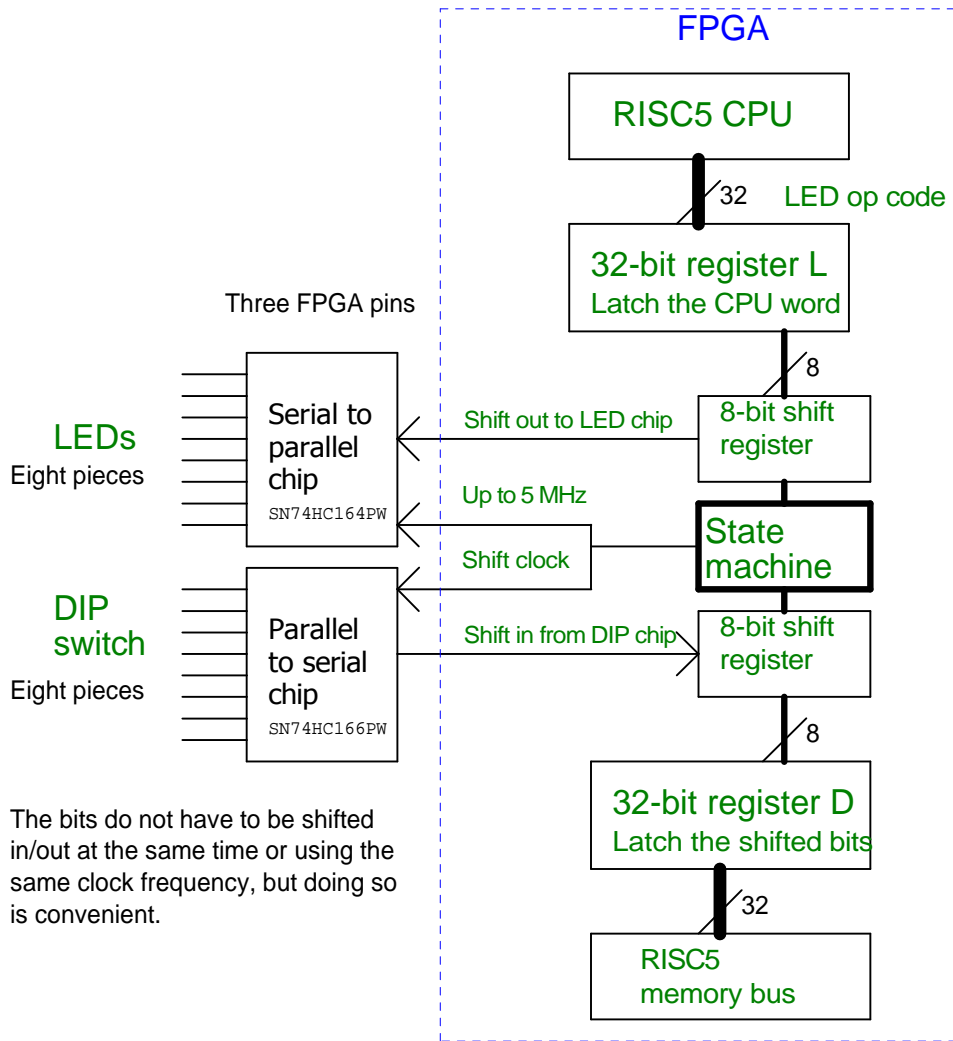 FPGA
RISC5 CPU
32
LED op code
32-bit register L
Latch the CPU word
Three FPGA pins
8
Serial to
parallel
chip
SN74HC164PW
LEDs
Eight pieces
Shift out to LED chip
8-bit shift
register
Up to 5 MHz
Shift clock
State
machine
DIP
switch
Eight pieces
Parallel
to serial
chip
SN74HC166PW
Shift in from DIP chip
8-bit shift
register
8
32-bit register D
Latch the shifted bits
The bits do not have to be shifted
in/out at the same time or using the
same clock frequency, but doing so
is convenient.
32
RISC5
memory bus